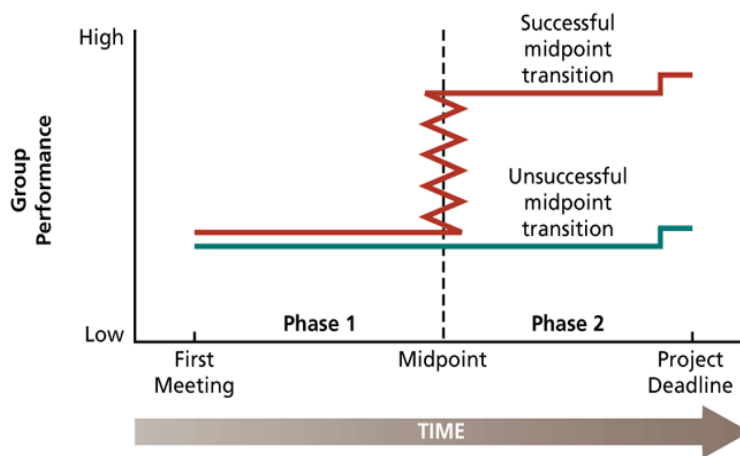 High
Group
Performance
Low
Successful
midpoint
transition
Unsuccessful
midpoint
transition
Phase 1
Phase 2
First
Meeting
Midpoint
Project
Deadline
TIME